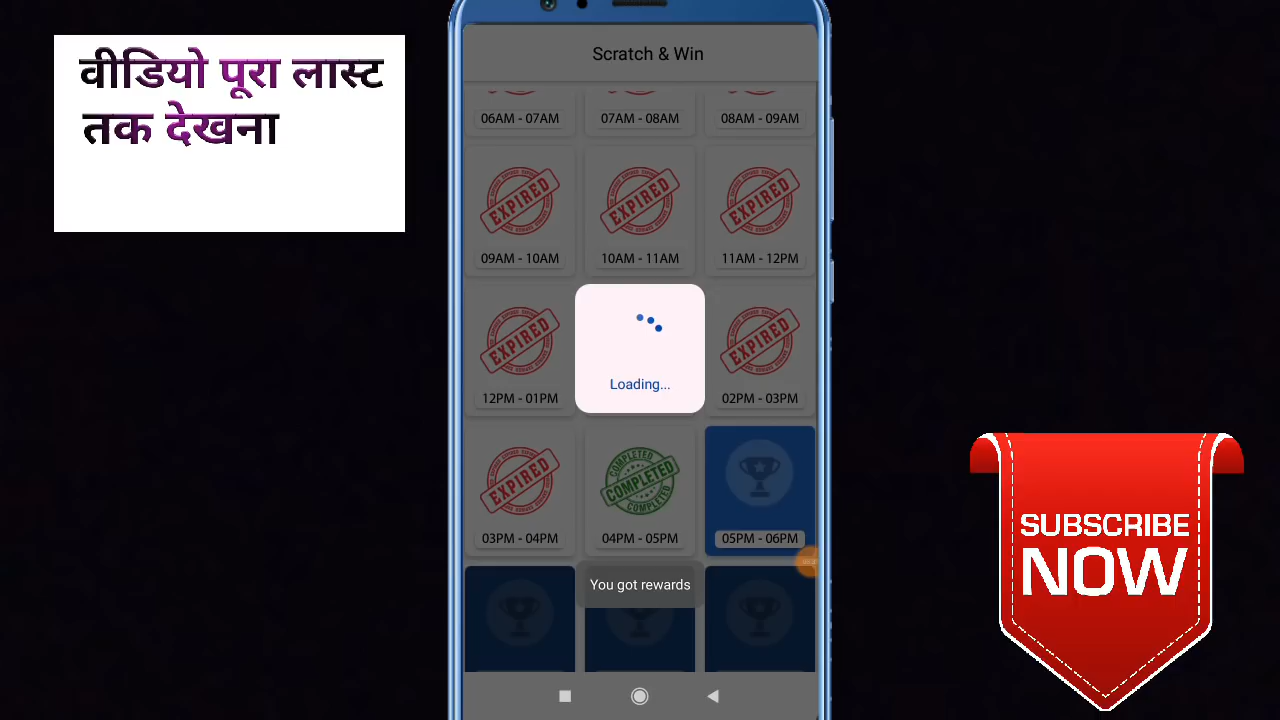 वीडियो पूरा लास्ट
तक देखना
Scratch & Win
06AM - 07AM
07AM - 08AM
08AM - 09AM
EXPIRED
EXPIRED
EXPIRED
09AM - 10AM
10AM - 11AM
11AM - 12PM
EXPIRED
EXPIRED
Loading...
12PM - 01PM
02PM - 03PM
EXPIRED
COMPLETED
COMPLETED
COMPLETED
03PM - 04PM
04PM - 05PM
05PM - 06PM
You got rewards
SUBSCRIBE
NOW